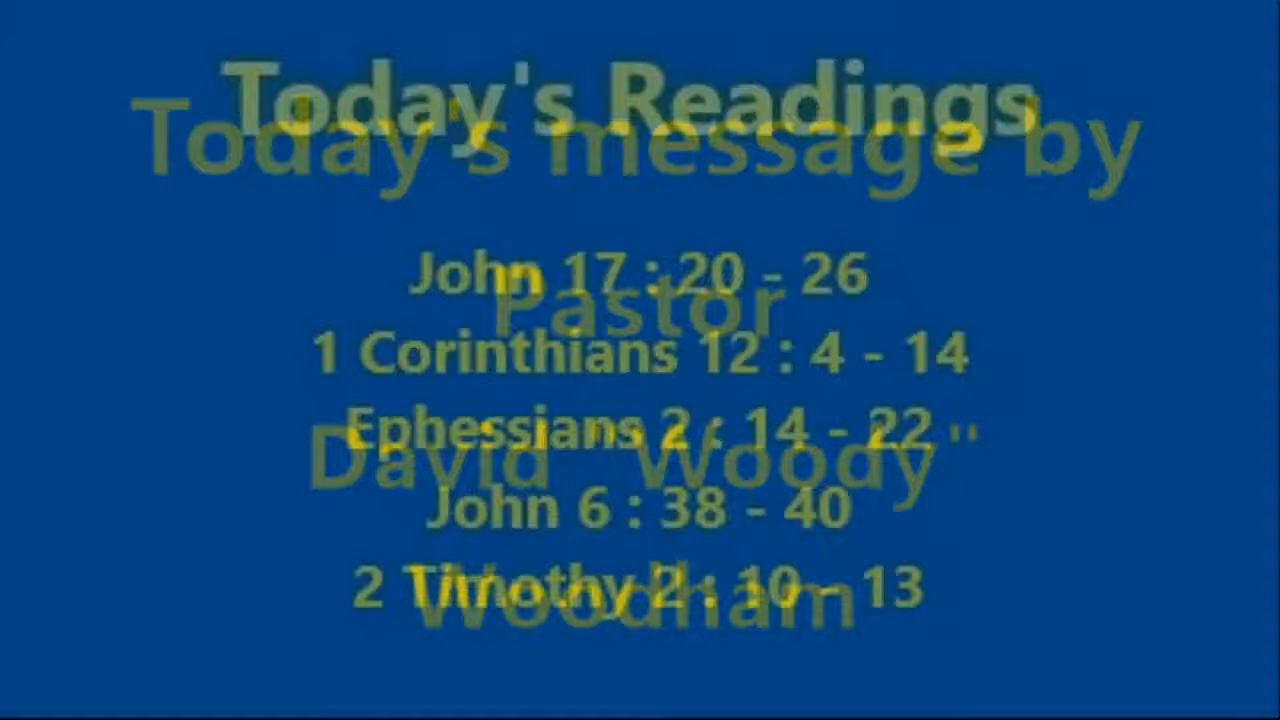 Today's Readings
John 17 : 20 - 26
1 Corinthians 12 : 4 - 14
Ephessians 2 : 14 - 22
John 6 : 38 - 40
2 Timothy 2 : 10 - 13
Today's message by
Pastor
David "Woody"
Woodham